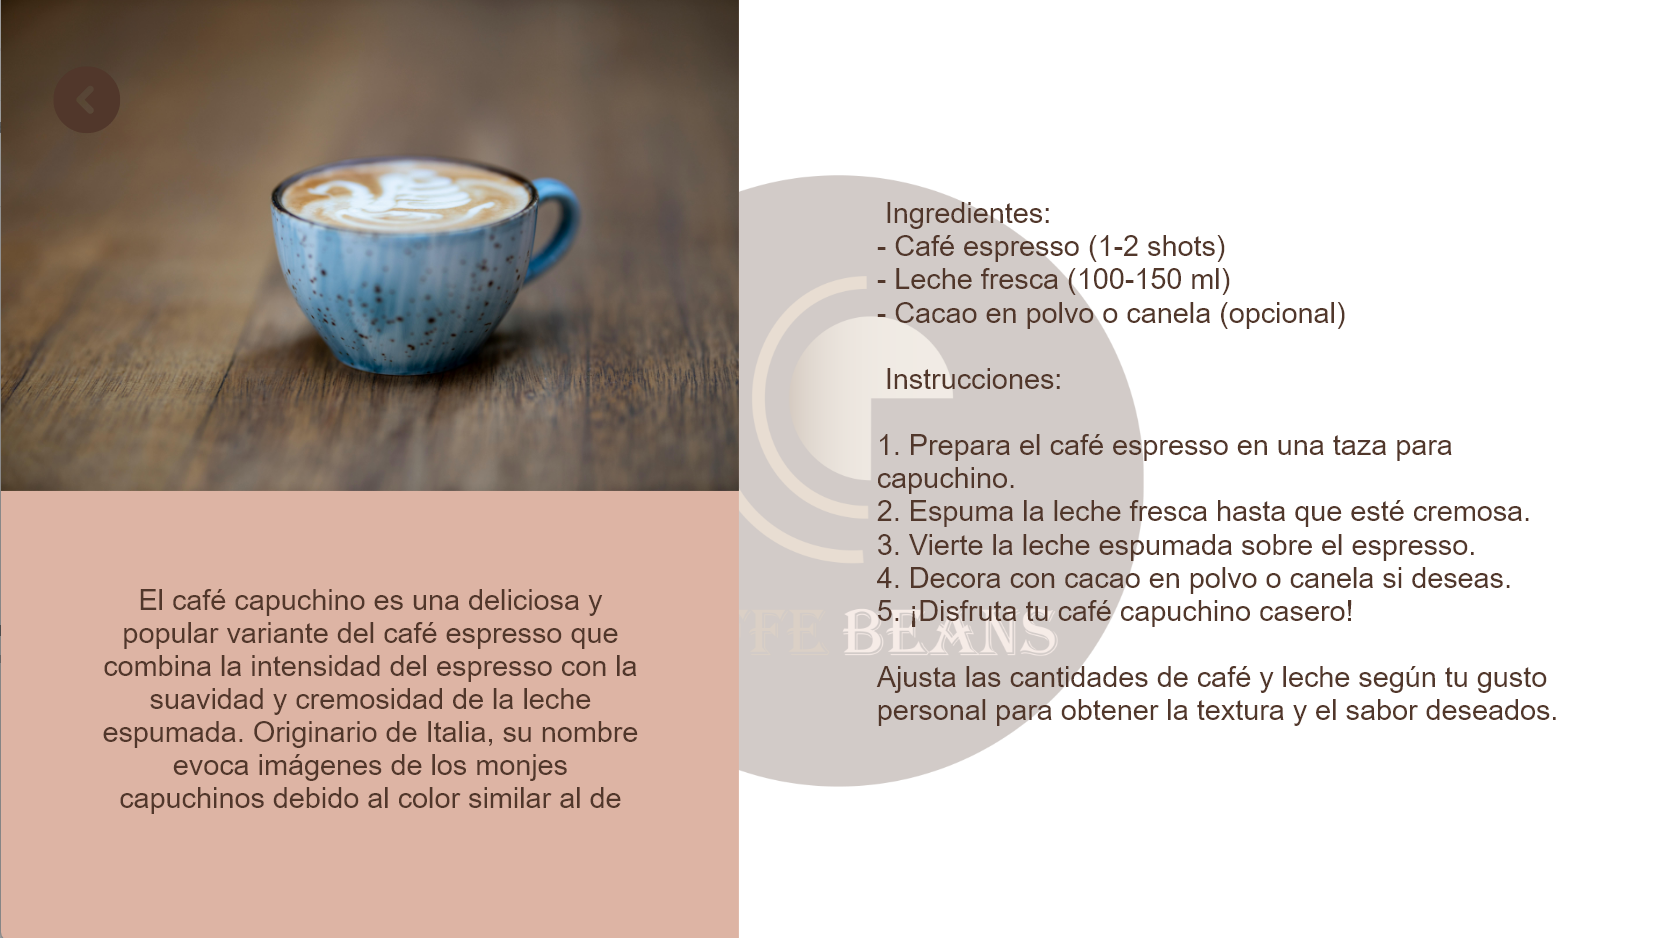 El café capuchino es una deliciosa y
popular variante del café espresso que
combina la intensidad del espresso con la
suavidad y cremosidad de la leche
espumada. Originario de Italia, su nombre
evoca imágenes de los monjes
capuchinos debido al color similar al de
Ingredientes:
- Café espresso (1-2 shots)
- Leche fresca (100-150 ml)
- Cacao en polvo o canela (opcional)
Instrucciones:
1. Prepara el café espresso en una taza para
capuchino.
2. Espuma la leche fresca hasta que esté cremosa.
3. Vierte la leche espumada sobre el espresso.
4. Decora con cacao en polvo o canela si deseas.
5. ¡Disfruta tu café capuchino casero!
FE BEANS
Ajusta las cantidades de café y leche según tu gusto
personal para obtener la textura y el sabor deseados.